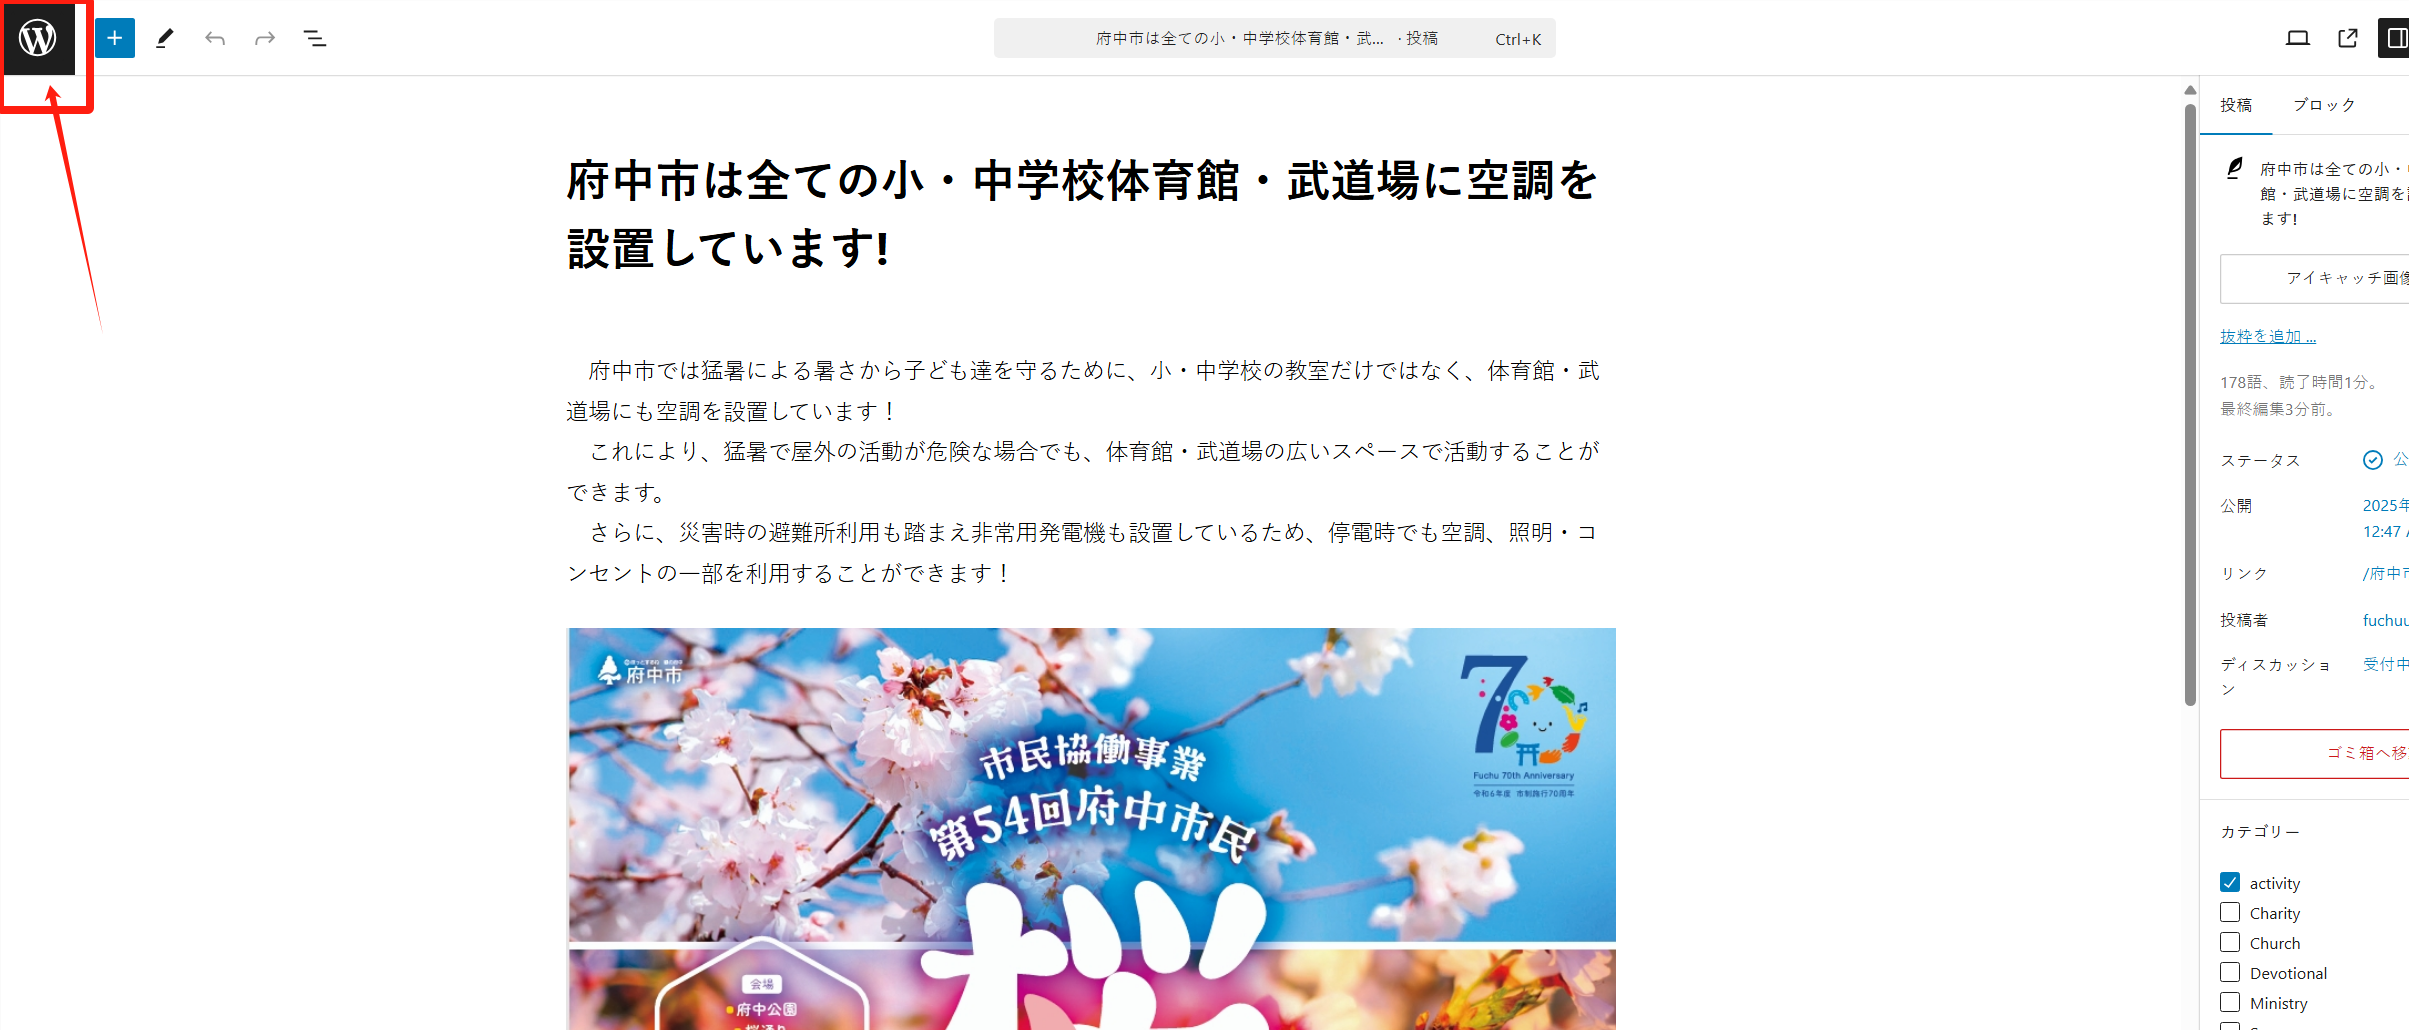 府中市は全ての小・中学校体育館・武... · 投稿 Ctrl+K
府中市は全ての小・中学校体育館・武道場に空調を
設置しています!
　府中市では猛暑による暑さから子ども達を守るために、小・中学校の教室だけではなく、体育館・武
道場にも空調を設置しています！
　これにより、猛暑で屋外の活動が危険な場合でも、体育館・武道場の広いスペースで活動することが
できます。
　さらに、災害時の避難所利用も踏まえ非常用発電機も設置しているため、停電時でも空調、照明・コ
ンセントの一部を利用することができます！
府中市
70
Fuchu 70th Anniversary
令和6年度 市制施行70周年
市民協働事業
第54回府中市民
桜
会場
府中公園
桜通り
投稿 ブロック
府中市は全ての小・
館・武道場に空調を
ます!
アイキャッチ画像
抜粋を追加 ...
178語、読了時間1分。
最終編集3分前。
ステータス 公
公開 2025年
12:47
リンク /府中市
投稿者 fuchuu
ディスカッショ
ン
受付中
ゴミ箱へ移
カテゴリー
activity
Charity
Church
Devotional
Ministry